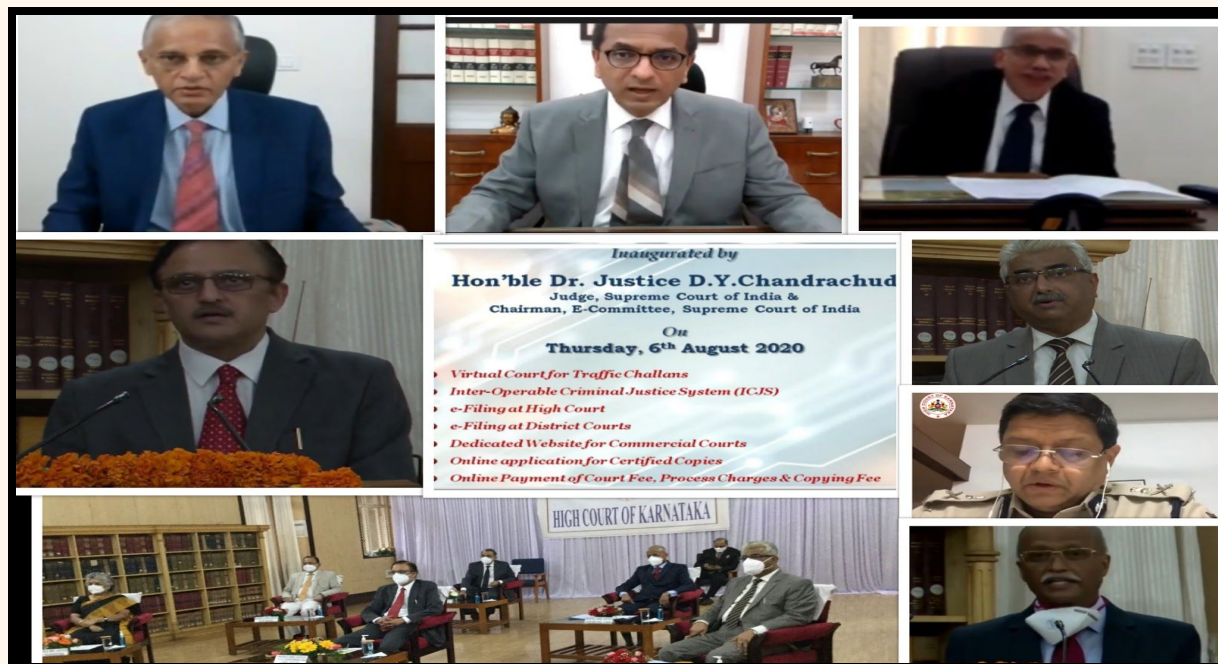 Inaugurated by
Hon'ble Dr. Justice D.Y.Chandrachud
Judge, Supreme Court of India &
Chairman, E-Committee, Supreme Court of India
On
Thursday, 6th August 2020
Virtual Court for Traffic Challans
Inter-Operable Criminal Justice System (ICJS)
e-Filing at High Court
e-Filing at District Courts
Dedicated Website for Commercial Courts
Online application for Certified Copies
Online Payment of Court Fee, Process Charges & Copying Fee
HIGH COURT OF KARNATAKA